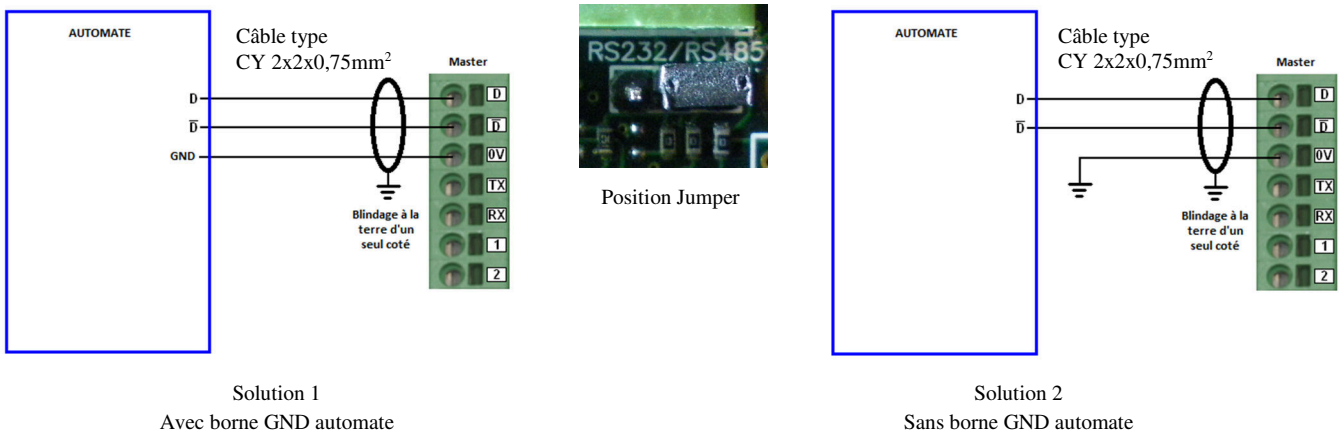 AUTOMATE
Câble type
CY 2x2x0,75mm²
Master
D
D̅
GND
D
D̅
0V
TX
RX
1
2
Blindage à la
terre d'un
seul coté
Solution 1
Avec borne GND automate
RS232/RS485
Position Jumper
AUTOMATE
Câble type
CY 2x2x0,75mm²
Master
D
D̅
D
D̅
0V
TX
RX
1
2
Blindage à la
terre d'un
seul coté
Solution 2
Sans borne GND automate